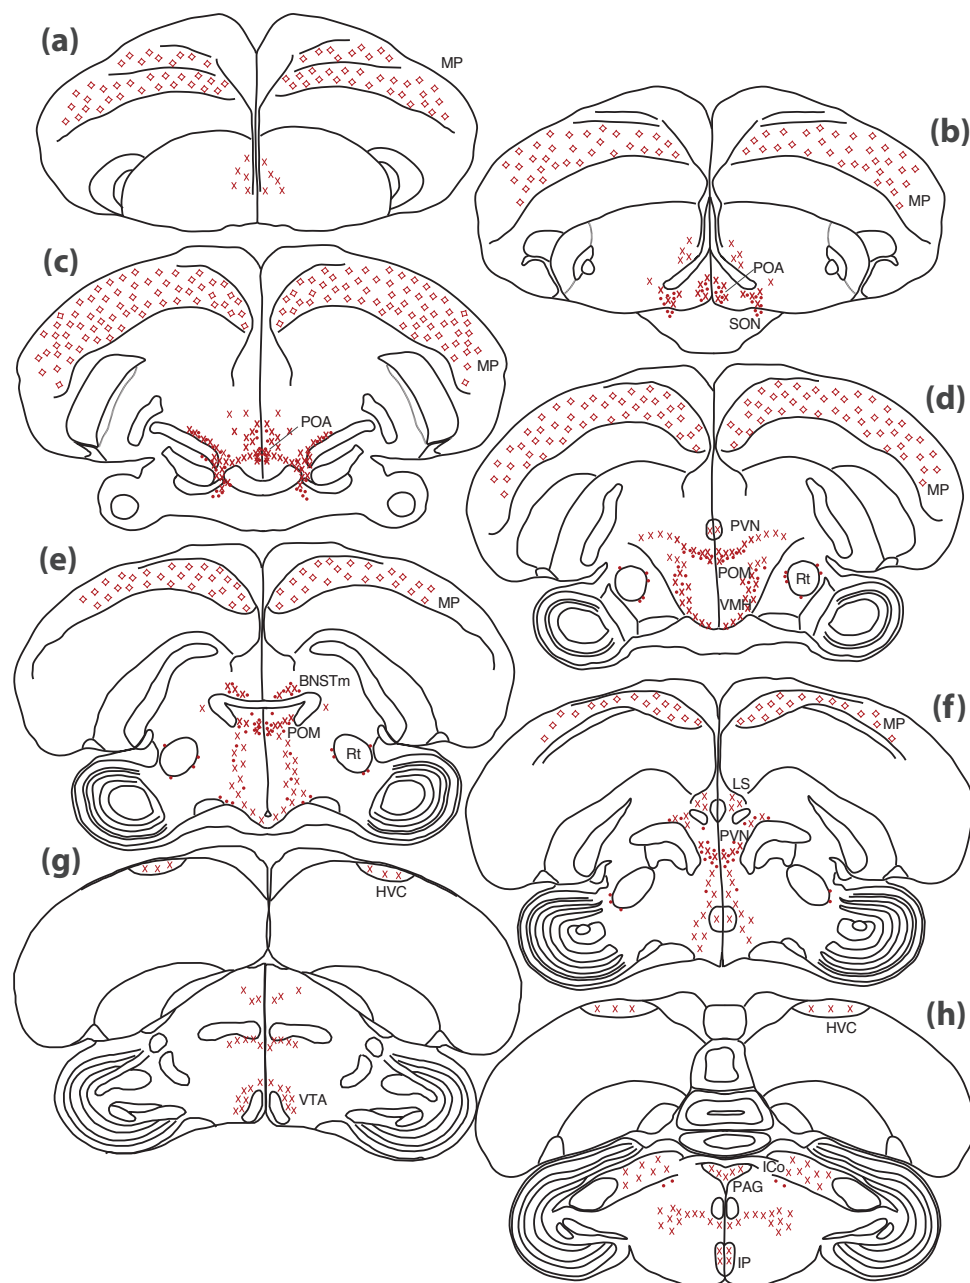 (a)
MP
(b)
MP
POA
SON
(c)
MP
POA
(d)
MP
PVN
POM
Rt
VMH
(e)
MP
BNSTm
POM
Rt
(f)
MP
LS
PVN
(g)
HVC
VTA
(h)
HVC
ICo
PAG
IP